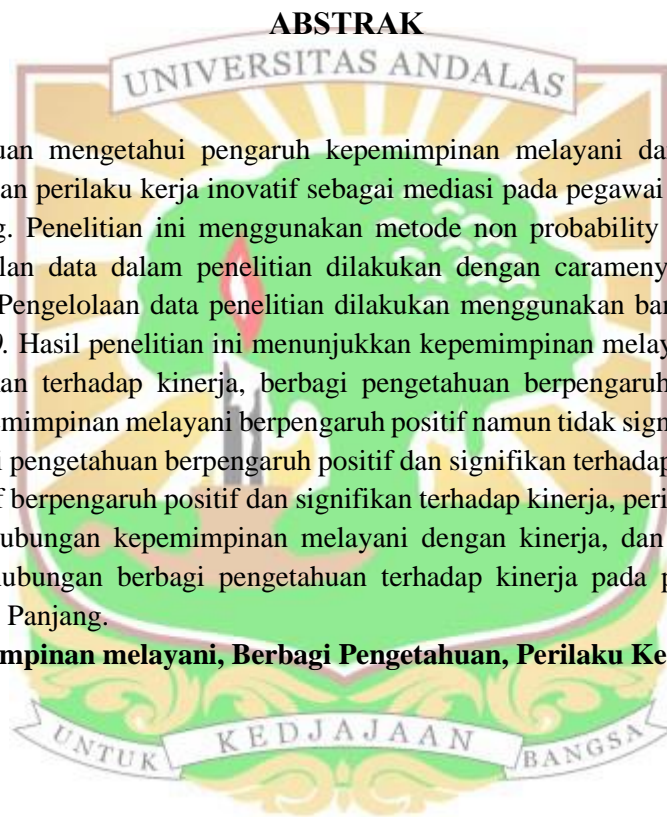 ABSTRAK
UNIVERSITAS ANDALAS
uan mengetahui pengaruh kepemimpinan melayani da
an perilaku kerja inovatif sebagai mediasi pada pegawai
g. Penelitian ini menggunakan metode non probability
lan data dalam penelitian dilakukan dengan carameny
Pengelolaan data penelitian dilakukan menggunakan ban
). Hasil penelitian ini menunjukkan kepemimpinan melay
kan terhadap kinerja, berbagi pengetahuan berpengaruh
emimpinan melayani berpengaruh positif namun tidak sign
i pengetahuan berpengaruh positif dan signifikan terhadap
f berpengaruh positif dan signifikan terhadap kinerja, peri
ubungan kepemimpinan melayani dengan kinerja, dan
hubungan berbagi pengetahuan terhadap kinerja pada p
Panjang.
mpinan melayani, Berbagi Pengetahuan, Perilaku Ke
UNTUK KEDJAJAAN BANGSA